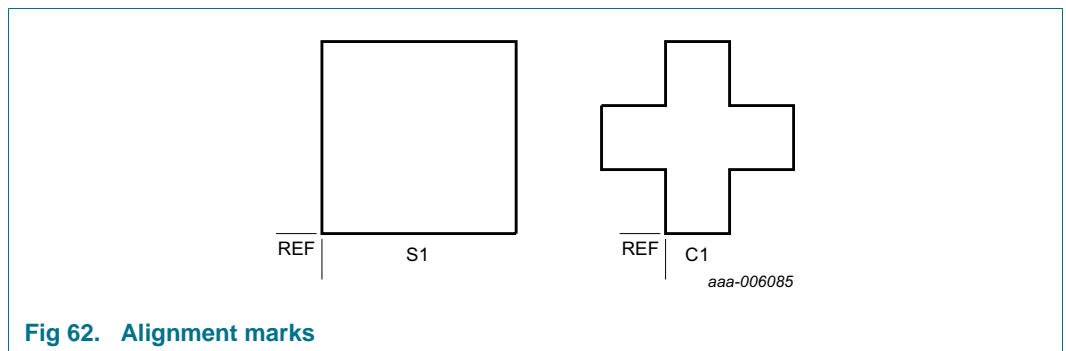 REF
S1
REF
C1
aaa-006085
Fig 62. Alignment marks